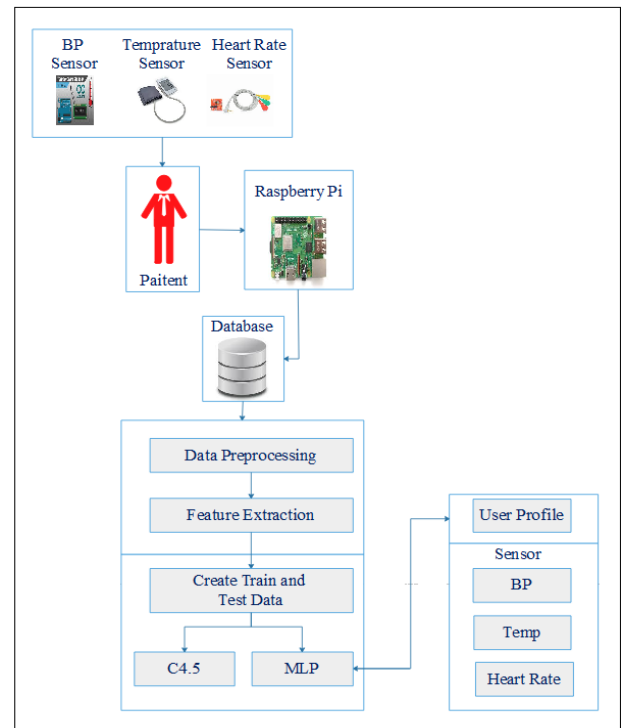 BP
Sensor
Temprature
Sensor
Heart Rate
Sensor
Paitent
Raspberry Pi
Database
Data Preprocessing
Feature Extraction
Create Train and
Test Data
C4.5
MLP
User Profile
Sensor
BP
Temp
Heart Rate